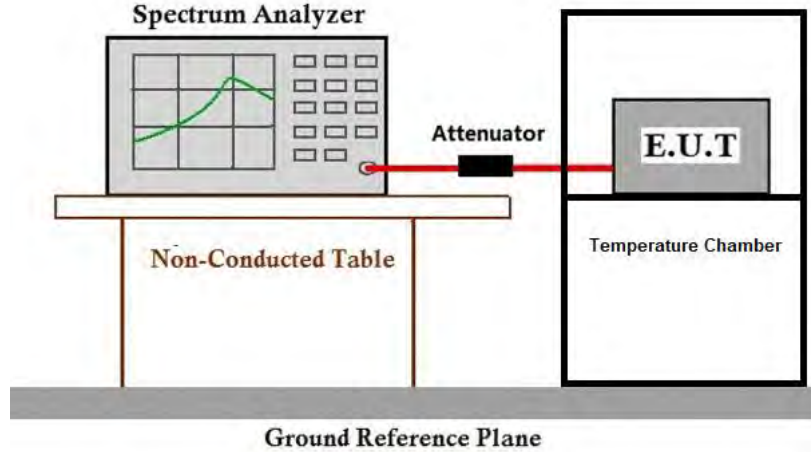 Spectrum Analyzer
Attenuator
E.U.T
Temperature Chamber
Non-Conducted Table
Ground Reference Plane